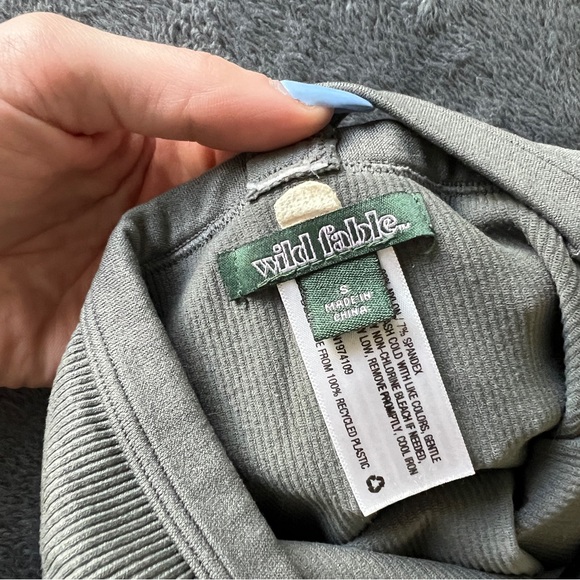 wild fable
S
MADE IN
CHINA
7% SPANDEX
COLD WITH LIKE COLORS, GENTLE
NON-CHLORINE BLEACH IF NEEDED,
LOW, REMOVE PROMPTLY, COOL IRON
1974109
FROM 100% RECYCLED PLASTIC